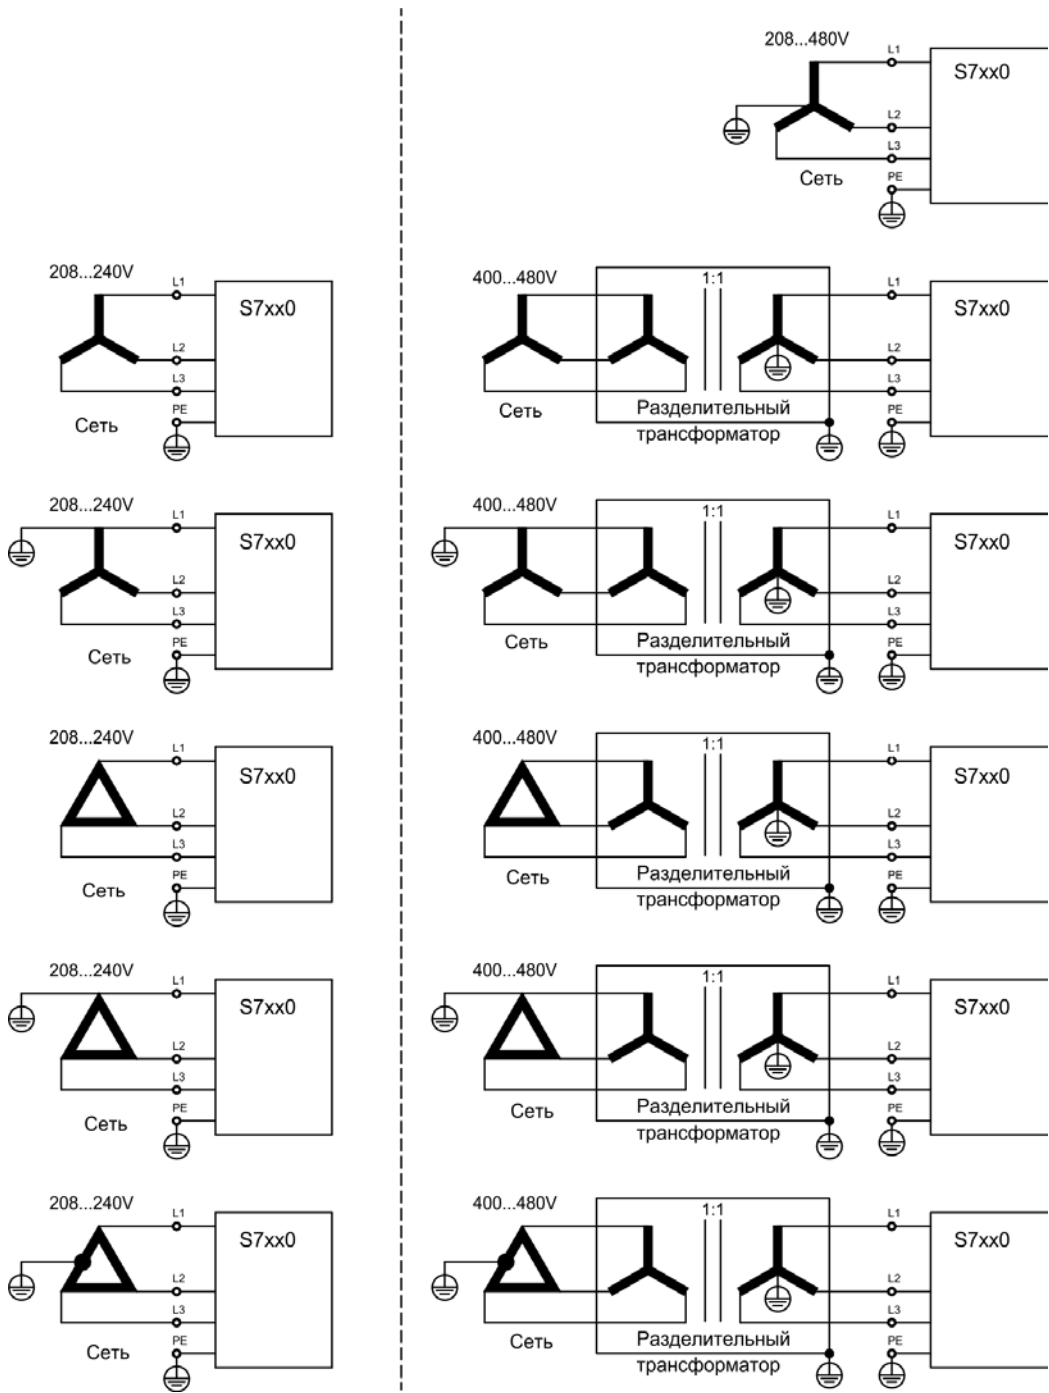 208...480V
L1
S7xx0
L2
L3
Сеть
PE
208...240V
L1
S7xx0
L2
L3
PE
Сеть
400...480V
1:1
L1
S7xx0
L2
L3
Сеть
Разделительный
трансформатор
PE
208...240V
L1
S7xx0
L2
L3
PE
Сеть
400...480V
1:1
L1
S7xx0
L2
L3
Сеть
Разделительный
трансформатор
PE
208...240V
L1
S7xx0
L2
L3
PE
Сеть
400...480V
1:1
L1
S7xx0
L2
L3
Сеть
Разделительный
трансформатор
PE
208...240V
L1
S7xx0
L2
L3
PE
Сеть
400...480V
1:1
L1
S7xx0
L2
L3
Сеть
Разделительный
трансформатор
PE
208...240V
L1
S7xx0
L2
L3
PE
Сеть
400...480V
1:1
L1
S7xx0
L2
L3
Сеть
Разделительный
трансформатор
PE